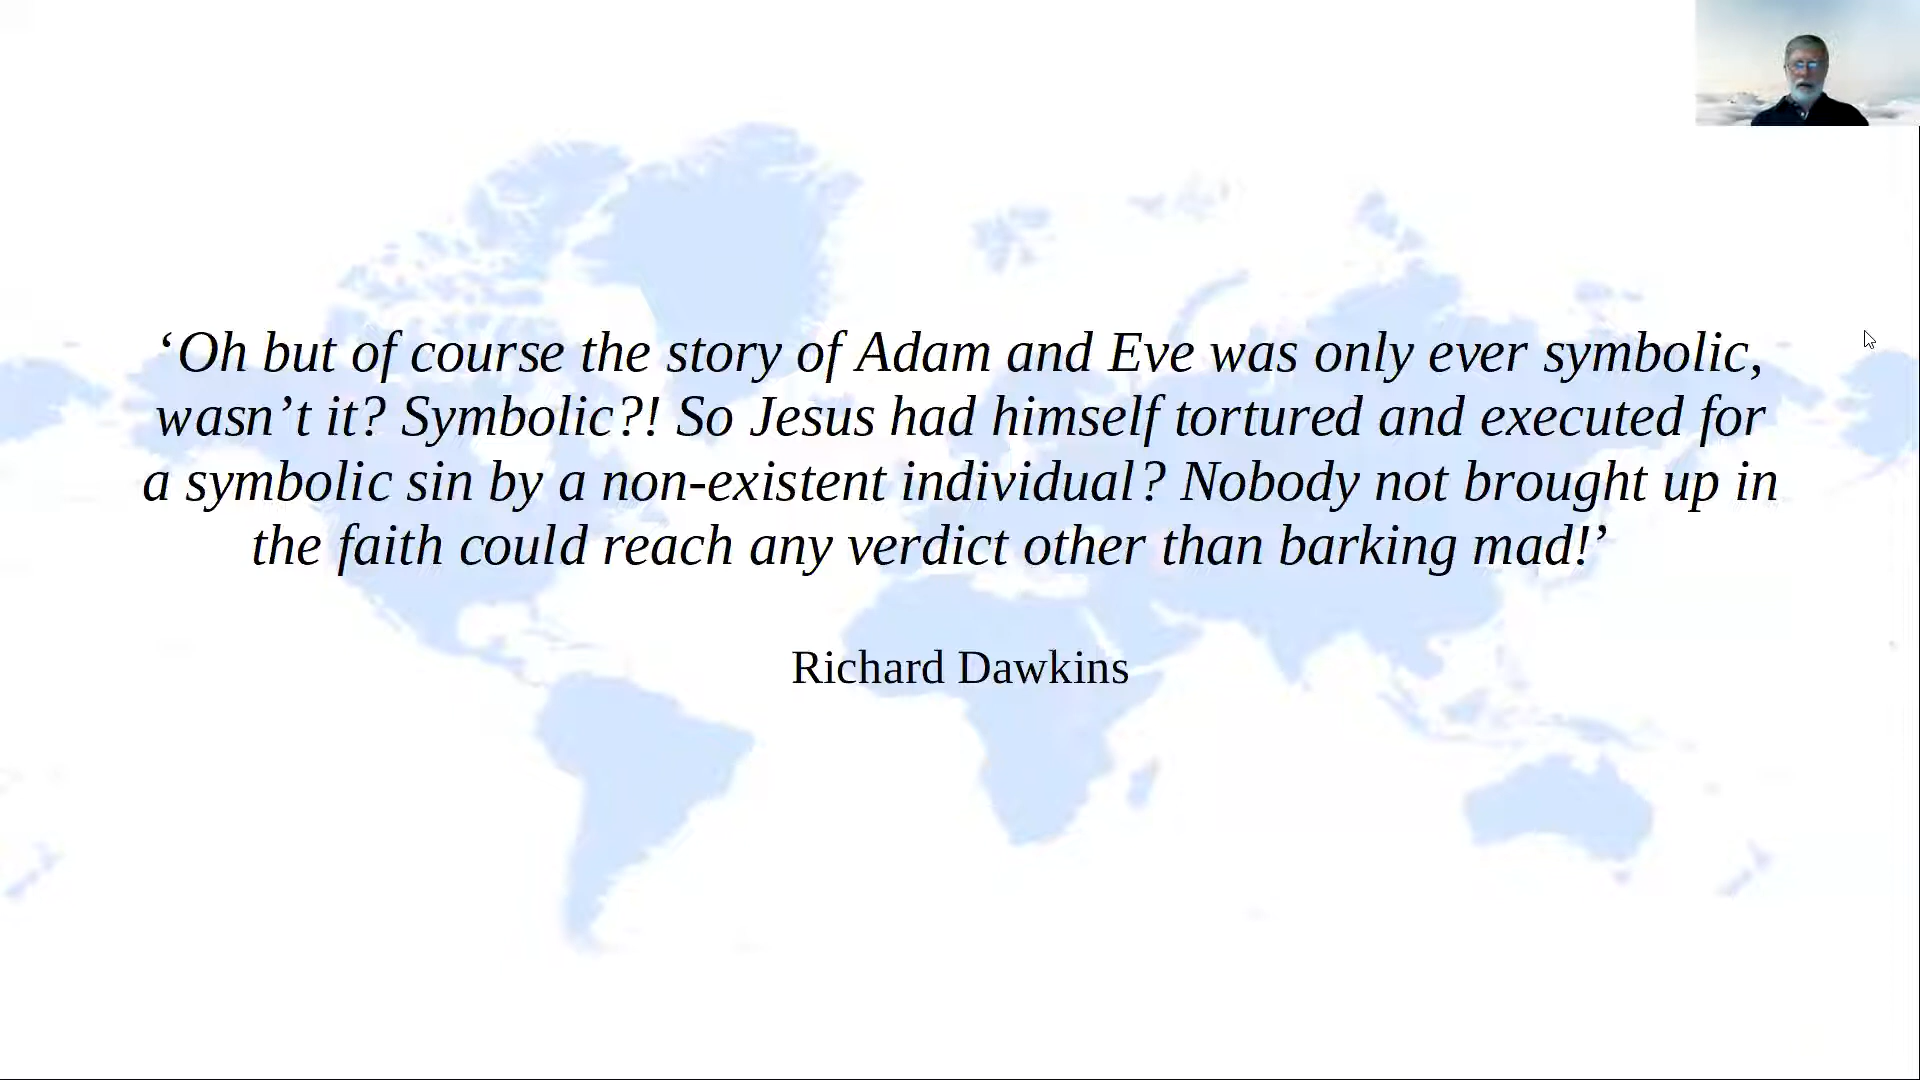 ‘Oh but of course the story of Adam and Eve was only ever symbolic,
wasn’t it? Symbolic?! So Jesus had himself tortured and executed for
a symbolic sin by a non-existent individual? Nobody not brought up in
the faith could reach any verdict other than barking mad!’
Richard Dawkins